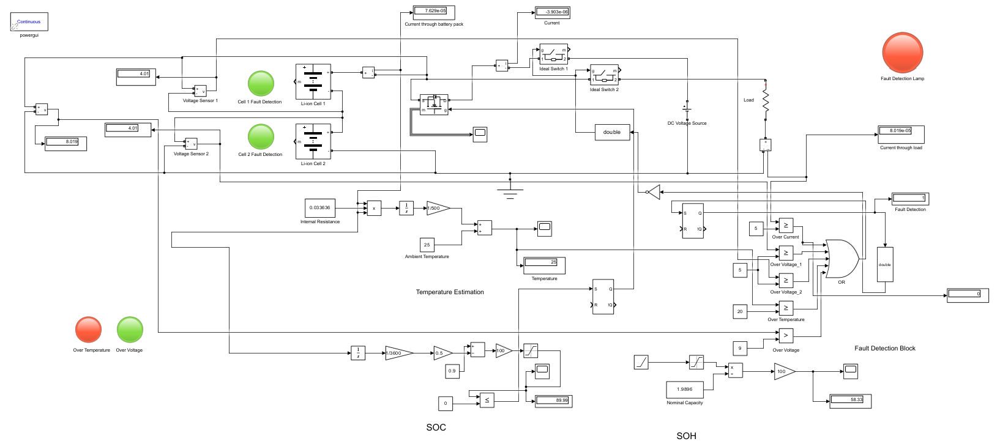 Continuous
powergui
7.629e-05
Current through battery pack
-3.903e-06
Current
Fault Detection Lamp
4.01
Voltage Sensor 1
Cell 1 Fault Detection
Li-ion Cell 1
Ideal Switch 1
Ideal Switch 2
Load
DC Voltage Source
4.01
8.019
Voltage Sensor 2
Cell 2 Fault Detection
Li-ion Cell 2
double
8.019e-05
Current through load
0.033636
Internal Resistance
x
1
s
1/500
25
Ambient Temperature
25
Temperature
Temperature Estimation
S Q
R !Q
1
Fault Detection
5
≥
Over Current
≥
Over Voltage_1
5
≥
Over Voltage_2
OR
double
0
20
≥
Over Temperature
9
>
Over Voltage
Fault Detection Block
S Q
R !Q
Over Temperature
Over Voltage
1
s
1/3600
0.5
0.9
100
0
≤
89.99
SOC
1.9896
Nominal Capacity
x
÷
100
58.33
SOH